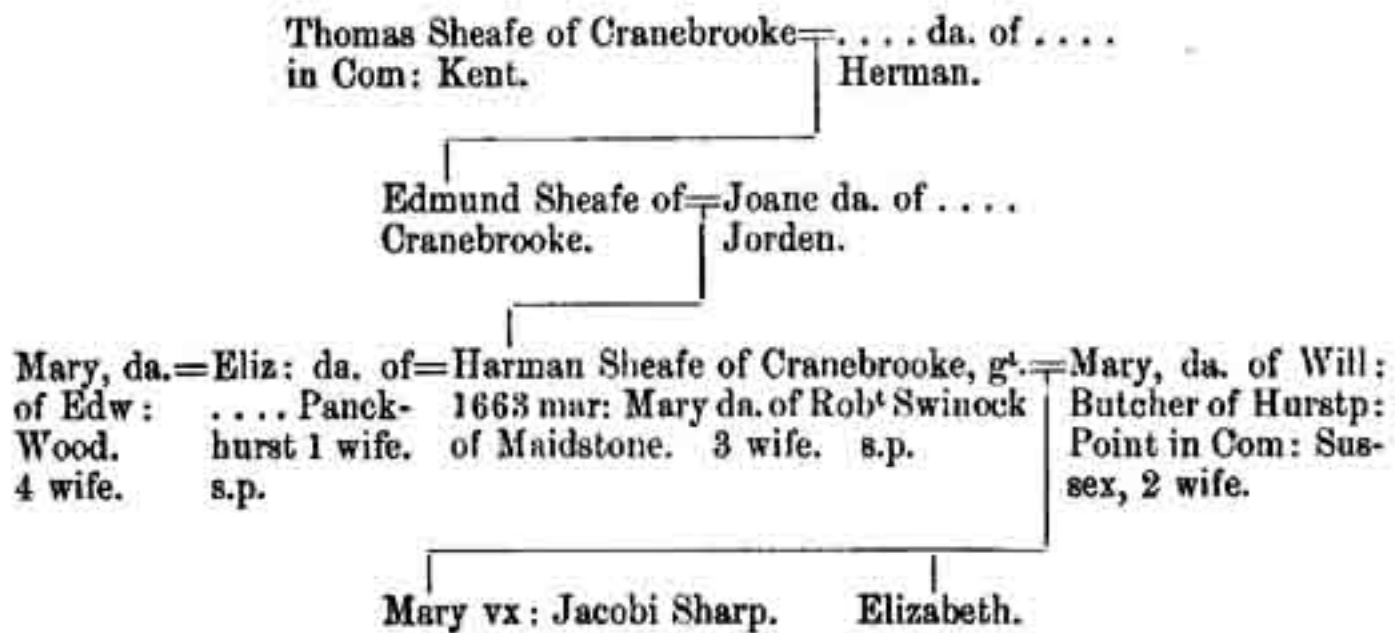 Thomas Sheafe of Cranebrooke=. . . . da. of . . . .
in Com: Kent. Herman.
Edmund Sheafe of=Joane da. of . . . .
Cranebrooke. Jorden.
Mary, da.=Eliz: da. of=Harman Sheafe of Cranebrooke, gᵗ.=Mary, da. of Will:
of Edw: . . . . Panck- 1663 mar: Mary da. of Robᵗ Swinock Butcher of Hurstp:
Wood. hurst 1 wife. of Maidstone. 3 wife. s.p. Point in Com: Sus-
4 wife. s.p. sex, 2 wife.
Mary vx: Jacobi Sharp. Elizabeth.